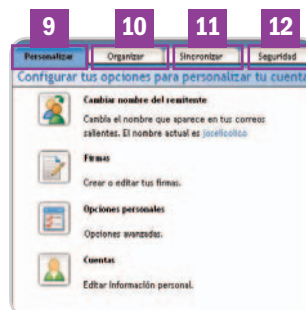 9 10 11 12
Personalizar Organizar Sincronizar Seguridad
Configurar tus opciones para personalizar tu cuenta
Cambiar nombre del remitente
Cambia el nombre que aparece en tus correos
salientes. El nombre actual es joselicolico
Firmas
Crear o editar tus firmas.
Opciones personales
Opciones avanzadas.
Cuentas
Editar información personal.